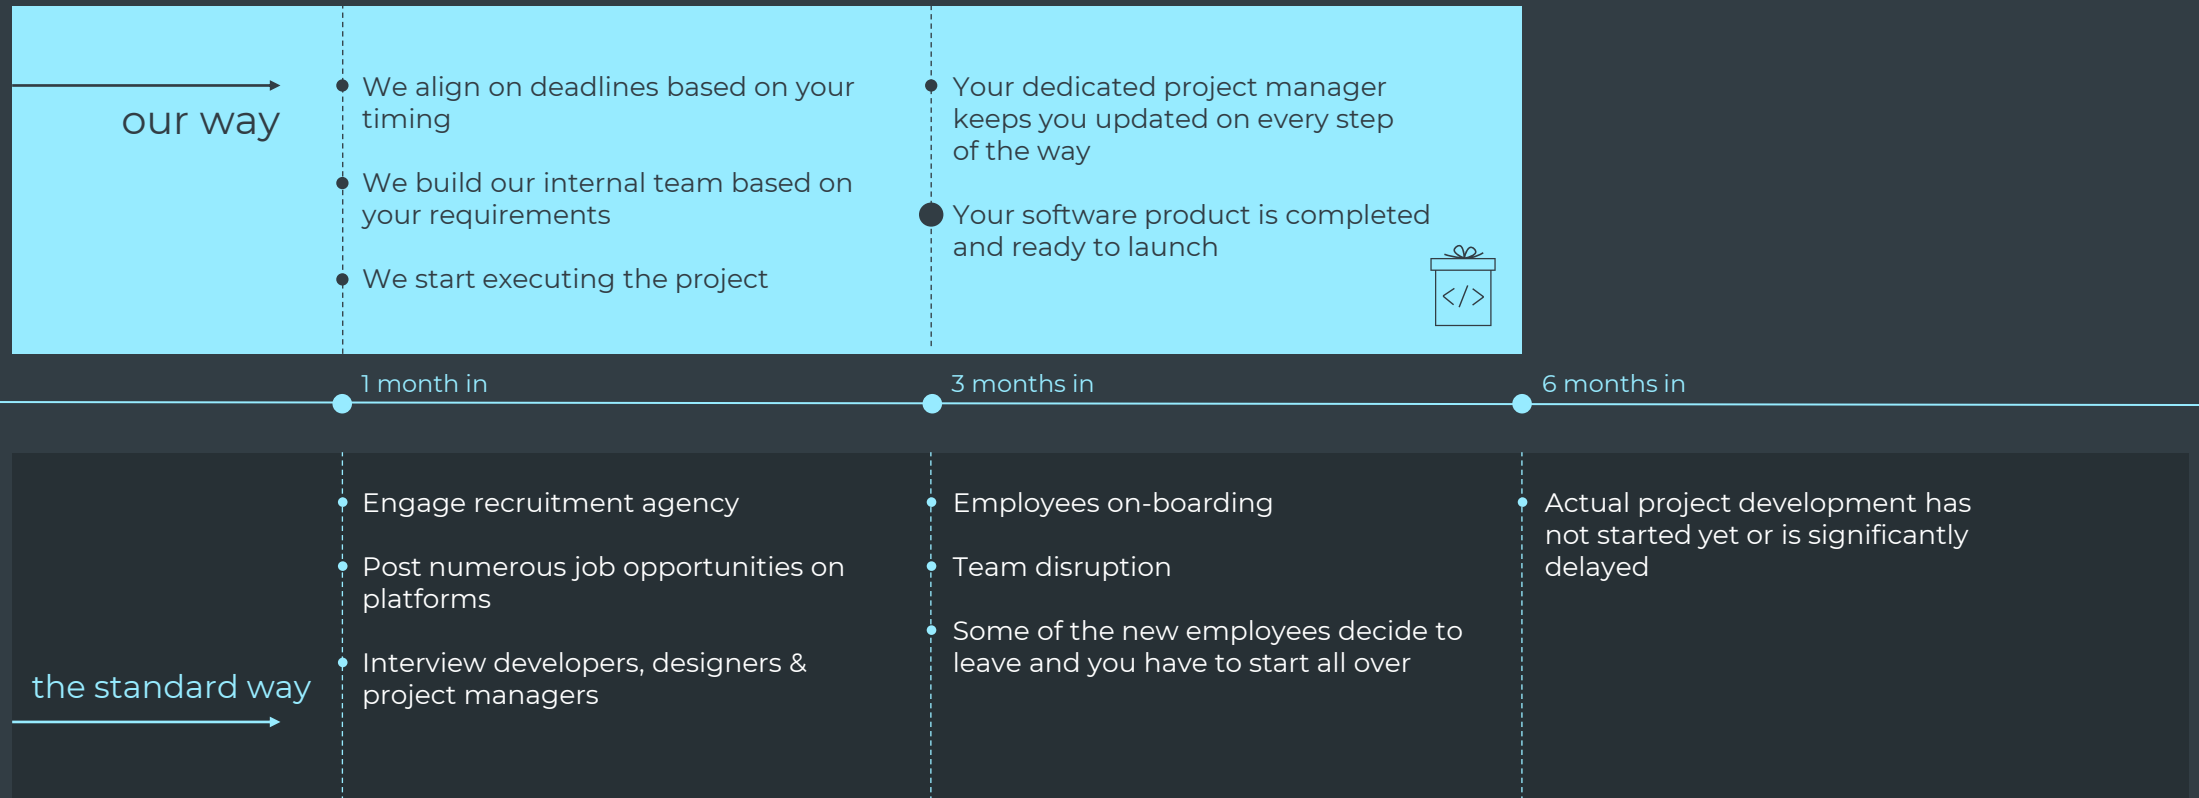 our way
We align on deadlines based on your
timing
We build our internal team based on
your requirements
We start executing the project
Your dedicated project manager
keeps you updated on every step
of the way
Your software product is completed
and ready to launch
</>
1 month in
3 months in
6 months in
the standard way
Engage recruitment agency
Post numerous job opportunities on
platforms
Interview developers, designers &
project managers
Employees on-boarding
Team disruption
Some of the new employees decide to
leave and you have to start all over
Actual project development has
not started yet or is significantly
delayed